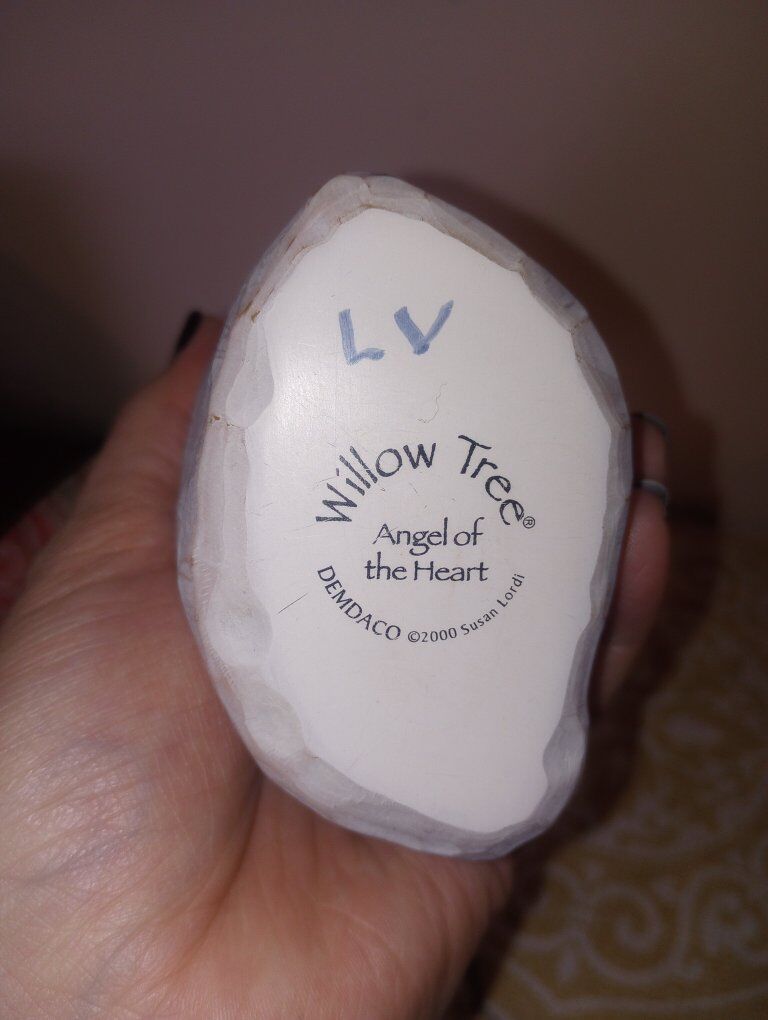 LV
Willow Tree®
Angel of
the Heart
DEMDACO ©2000 Susan Lordi